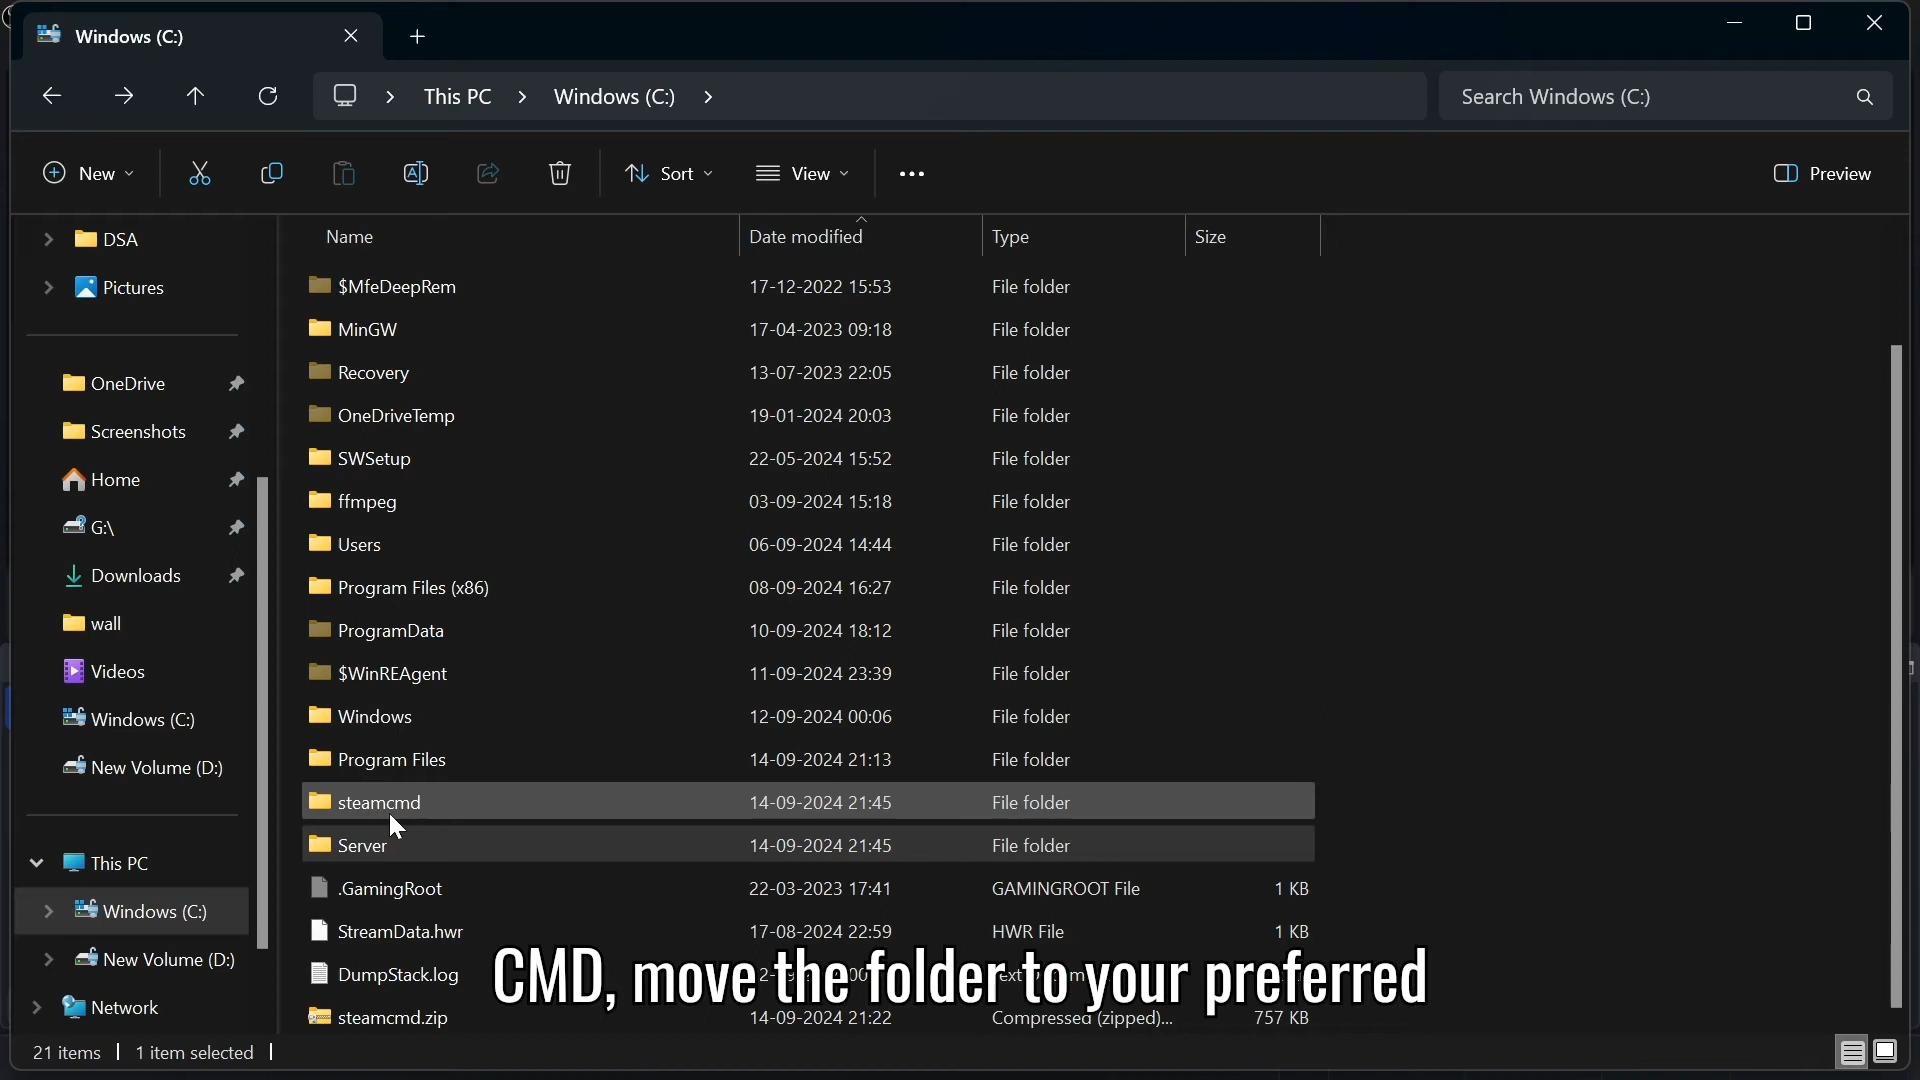 Windows (C:)
This PC > Windows (C:) >
Search Windows (C:)
New
Sort
View
Preview
DSA
Pictures
OneDrive
Screenshots
Home
G:\
Downloads
wall
Videos
Windows (C:)
New Volume (D:)
This PC
Windows (C:)
New Volume (D:)
Network
Name Date modified Type Size
$MfeDeepRem 17-12-2022 15:53 File folder
MinGW 17-04-2023 09:18 File folder
Recovery 13-07-2023 22:05 File folder
OneDriveTemp 19-01-2024 20:03 File folder
SWSetup 22-05-2024 15:52 File folder
ffmpeg 03-09-2024 15:18 File folder
Users 06-09-2024 14:44 File folder
Program Files (x86) 08-09-2024 16:27 File folder
ProgramData 10-09-2024 18:12 File folder
$WinREAgent 11-09-2024 23:39 File folder
Windows 12-09-2024 00:06 File folder
Program Files 14-09-2024 21:13 File folder
steamcmd 14-09-2024 21:45 File folder
Server 14-09-2024 21:45 File folder
.GamingRoot 22-03-2023 17:41 GAMINGROOT File 1 KB
StreamData.hwr 17-08-2024 22:59 HWR File 1 KB
DumpStack.log
CMD, move the folder to your preferred
steamcmd.zip 14-09-2024 21:22 Compressed (zipped)... 757 KB
21 items 1 item selected